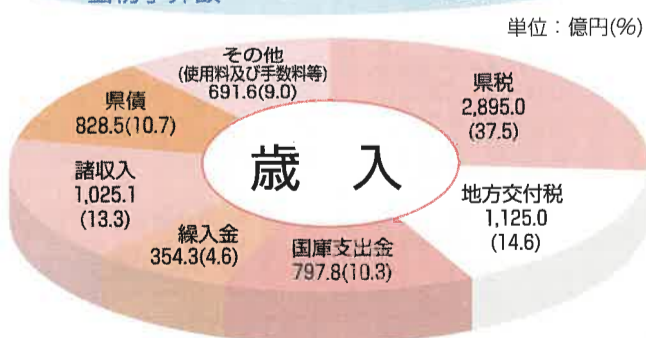 単位：億円(%)
その他
(使用料及び手数料等)
691.6(9.0)
県税
2,895.0
(37.5)
県債
828.5(10.7)
諸収入
1,025.1
(13.3)
歳入
地方交付税
1,125.0
(14.6)
繰入金
354.3(4.6)
国庫支出金
797.8(10.3)